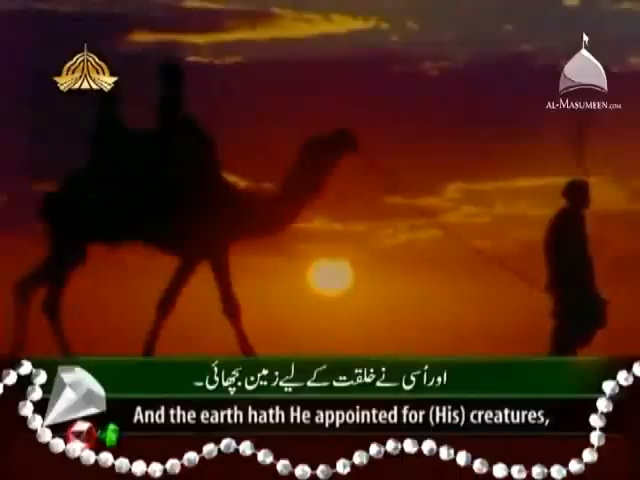 AL-MASUMEEN.COM
اور اُسی نے خلقت کے لیے زمین بچھائی۔
And the earth hath He appointed for (His) creatures,